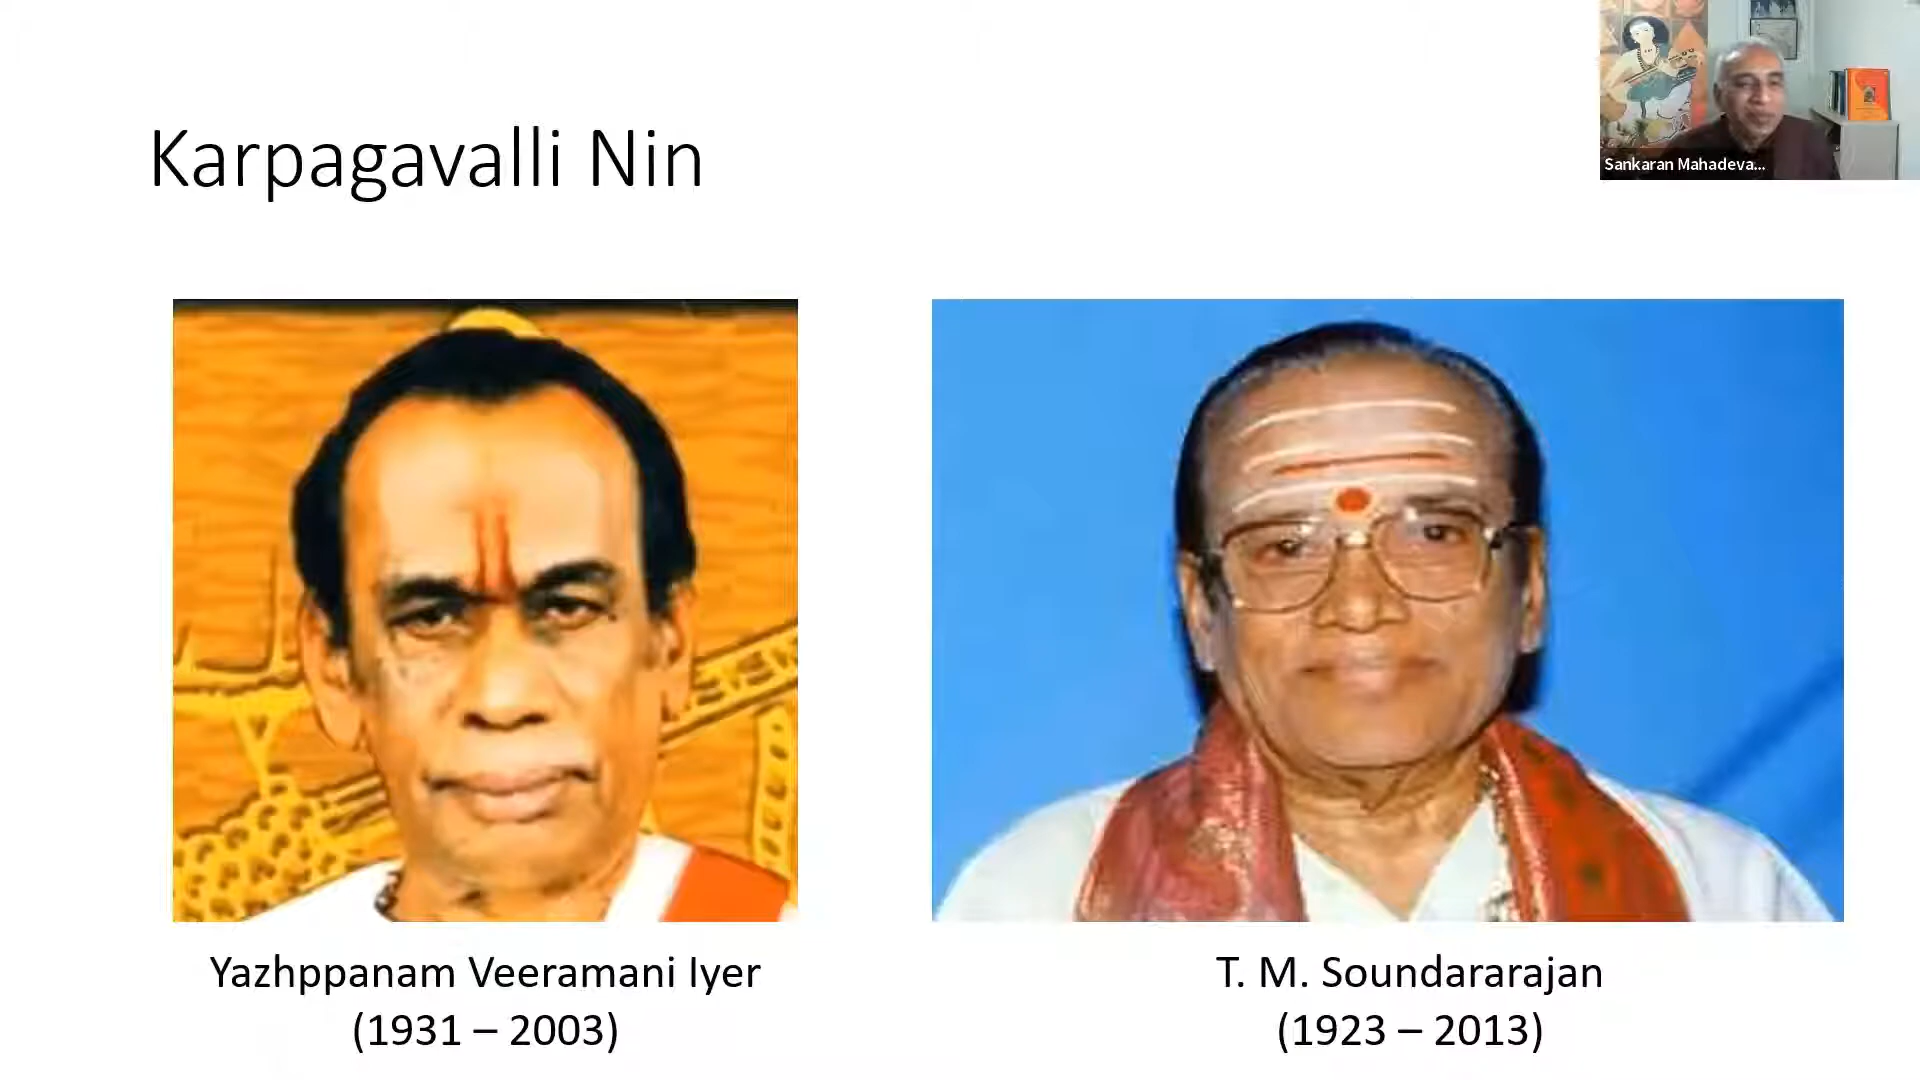 Karpagavalli Nin
Sankaran Mahadeva...
Yazhppanam Veeramani Iyer
(1931 – 2003)
T. M. Soundararajan
(1923 – 2013)